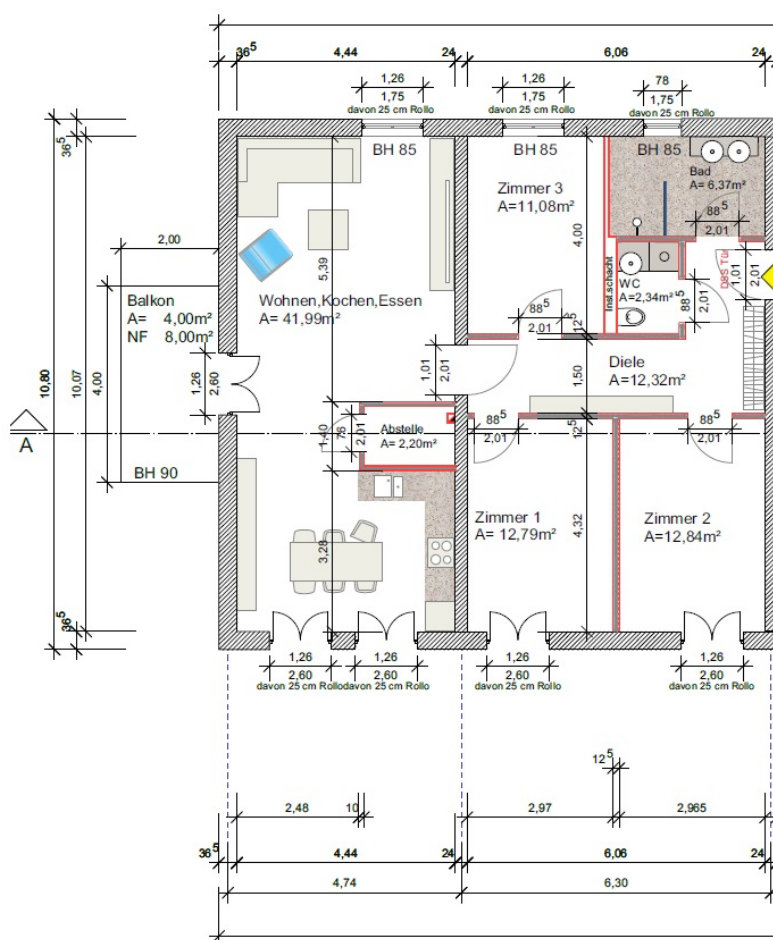 36⁵ 4,44 24 6,06 24
1,26 1,26 78
1,75 1,75 1,75
davon 25 cm Rollo davon 25 cm Rollo davon 25 cm Rollo
36⁵
BH 85 BH 85 BH 85
Bad
A= 6,37m²
Zimmer 3
A=11,08m²
88⁵
2,01
4,00
2,00
5,39
Inst.schacht
WC
A=2,34m²
DSS Tür
1,01
2,01
88⁵
2,01
Balkon
A= 4,00m²
NF 8,00m²
Wohnen,Kochen,Essen
A= 41,99m²
88⁵
2,01
12⁵
10,80
10,07
4,00
1,26
2,60
1,01
2,01
1,50
Diele
A=12,32m²
A
1,40
76
2,01
Abstelle
A= 2,20m²
88⁵
2,01
12⁵
88⁵
2,01
BH 90
3,28
Zimmer 1
A= 12,79m²
4,32
Zimmer 2
A=12,84m²
36⁵
1,26 1,26 1,26 1,26
2,60 2,60 2,60 2,60
davon 25 cm Rollo davon 25 cm Rollo davon 25 cm Rollo davon 25 cm Rollo
12⁵
2,48 10 2,97 2,965
36⁵ 4,44 24 6,06 24
4,74 6,30